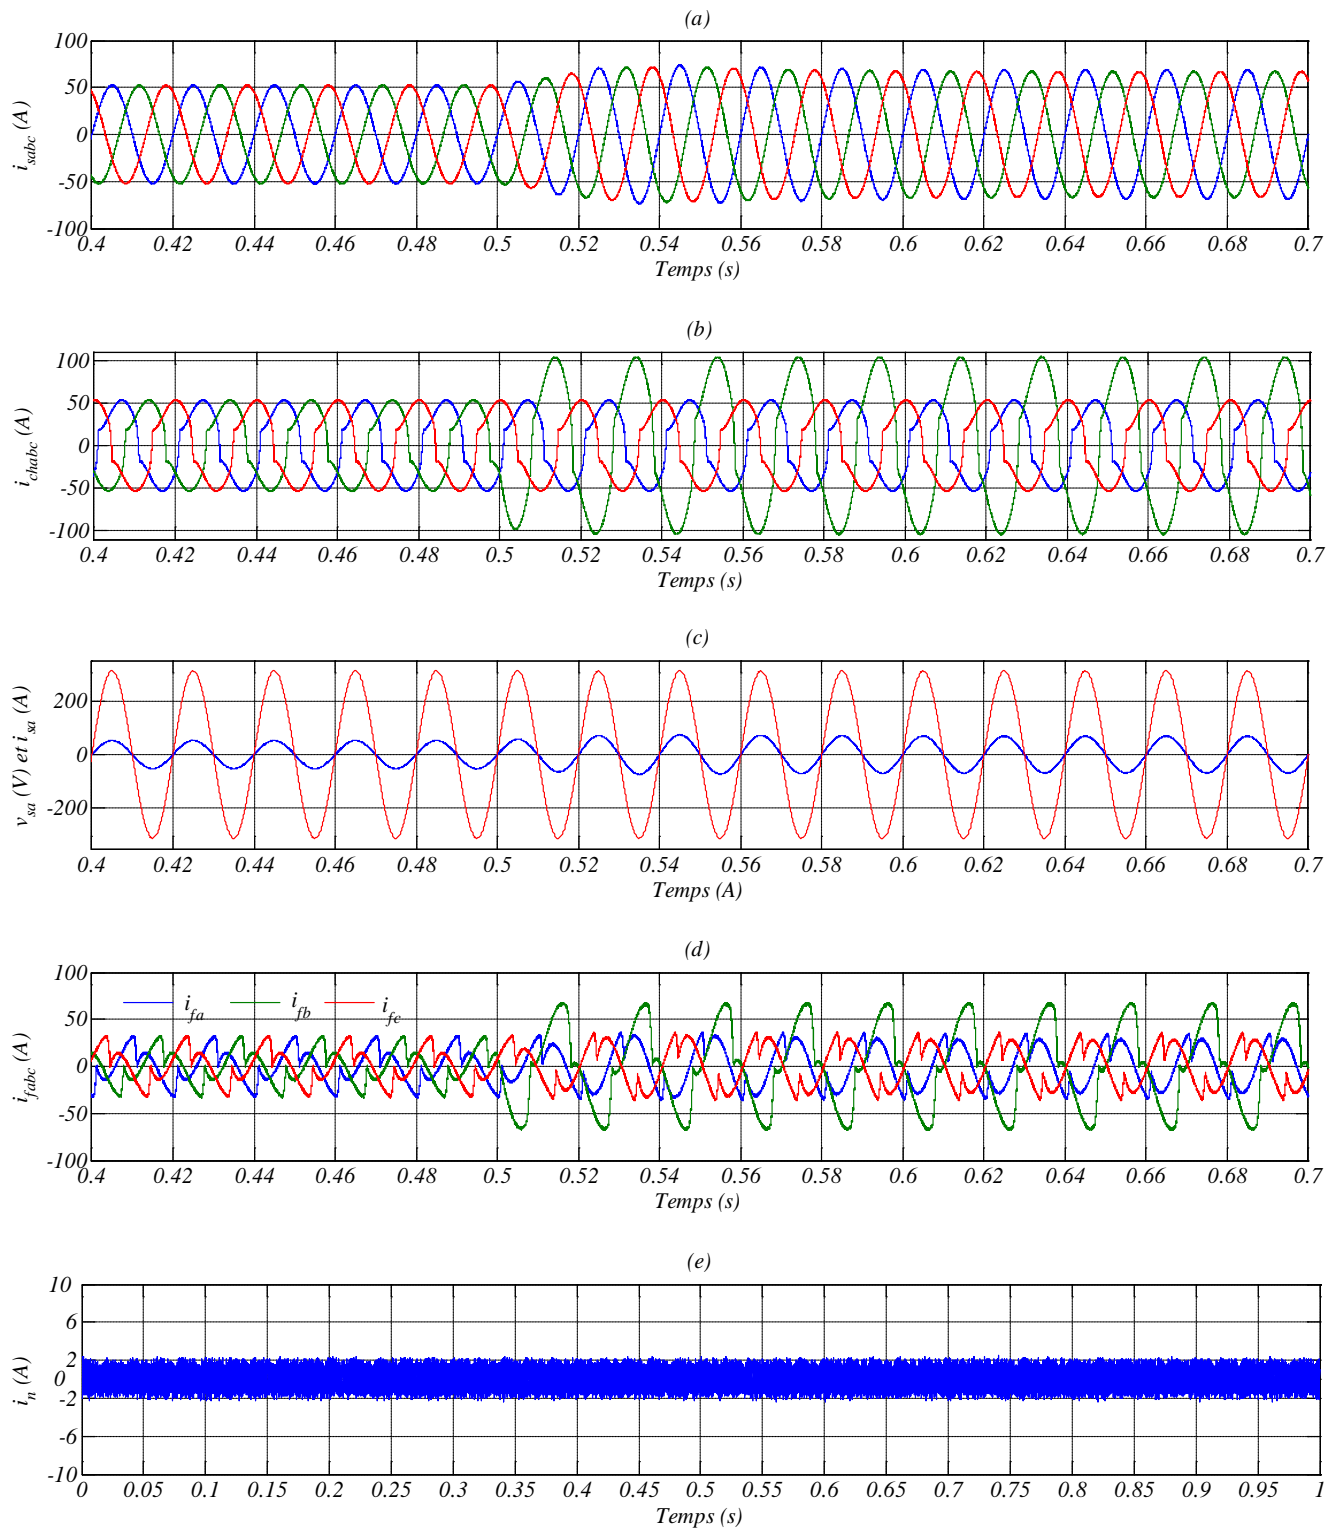 (a)
i_sabc (A)
100
50
0
-50
-100
0.4 0.42 0.44 0.46 0.48 0.5 0.52 0.54 0.56 0.58 0.6 0.62 0.64 0.66 0.68 0.7
Temps (s)
(b)
i_chabc (A)
100
50
0
-50
-100
0.4 0.42 0.44 0.46 0.48 0.5 0.52 0.54 0.56 0.58 0.6 0.62 0.64 0.66 0.68 0.7
Temps (s)
(c)
v_sa (V) et i_sa (A)
200
0
-200
0.4 0.42 0.44 0.46 0.48 0.5 0.52 0.54 0.56 0.58 0.6 0.62 0.64 0.66 0.68 0.7
Temps (A)
(d)
i_fabc (A)
100
50
0
-50
-100
i_fa i_fb i_fc
0.4 0.42 0.44 0.46 0.48 0.5 0.52 0.54 0.56 0.58 0.6 0.62 0.64 0.66 0.68 0.7
Temps (s)
(e)
i_n (A)
10
6
2
0
-2
-6
-10
0 0.05 0.1 0.15 0.2 0.25 0.3 0.35 0.4 0.45 0.5 0.55 0.6 0.65 0.7 0.75 0.8 0.85 0.9 0.95 1
Temps (s)